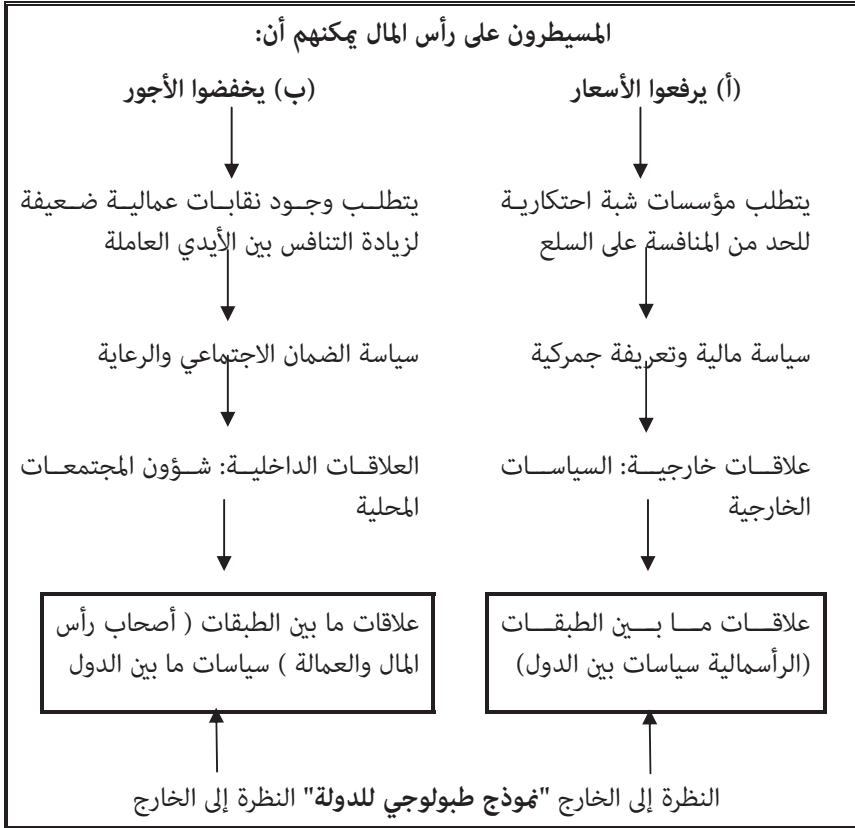 المسيطرون على رأس المال يمكنهم أن:
(أ) يرفعوا الأسعار
(ب) يخفضوا الأجور
يتطلب مؤسسات شبة احتكارية
للحد من المنافسة على السلع
يتطلب وجود نقابات عمالية ضعيفة
لزيادة التنافس بين الأيدي العاملة
سياسة مالية وتعريفة جمركية
سياسة الضمان الاجتماعي والرعاية
علاقات خارجية: السياسات
الخارجية
العلاقات الداخلية: شؤون المجتمعات
المحلية
علاقات ما بين الطبقات
(الرأسمالية سياسات بين الدول)
علاقات ما بين الطبقات ( أصحاب رأس
المال والعمالة ) سياسات ما بين الدول
النظرة إلى الخارج "نموذج طبولوجي للدولة" النظرة إلى الخارج